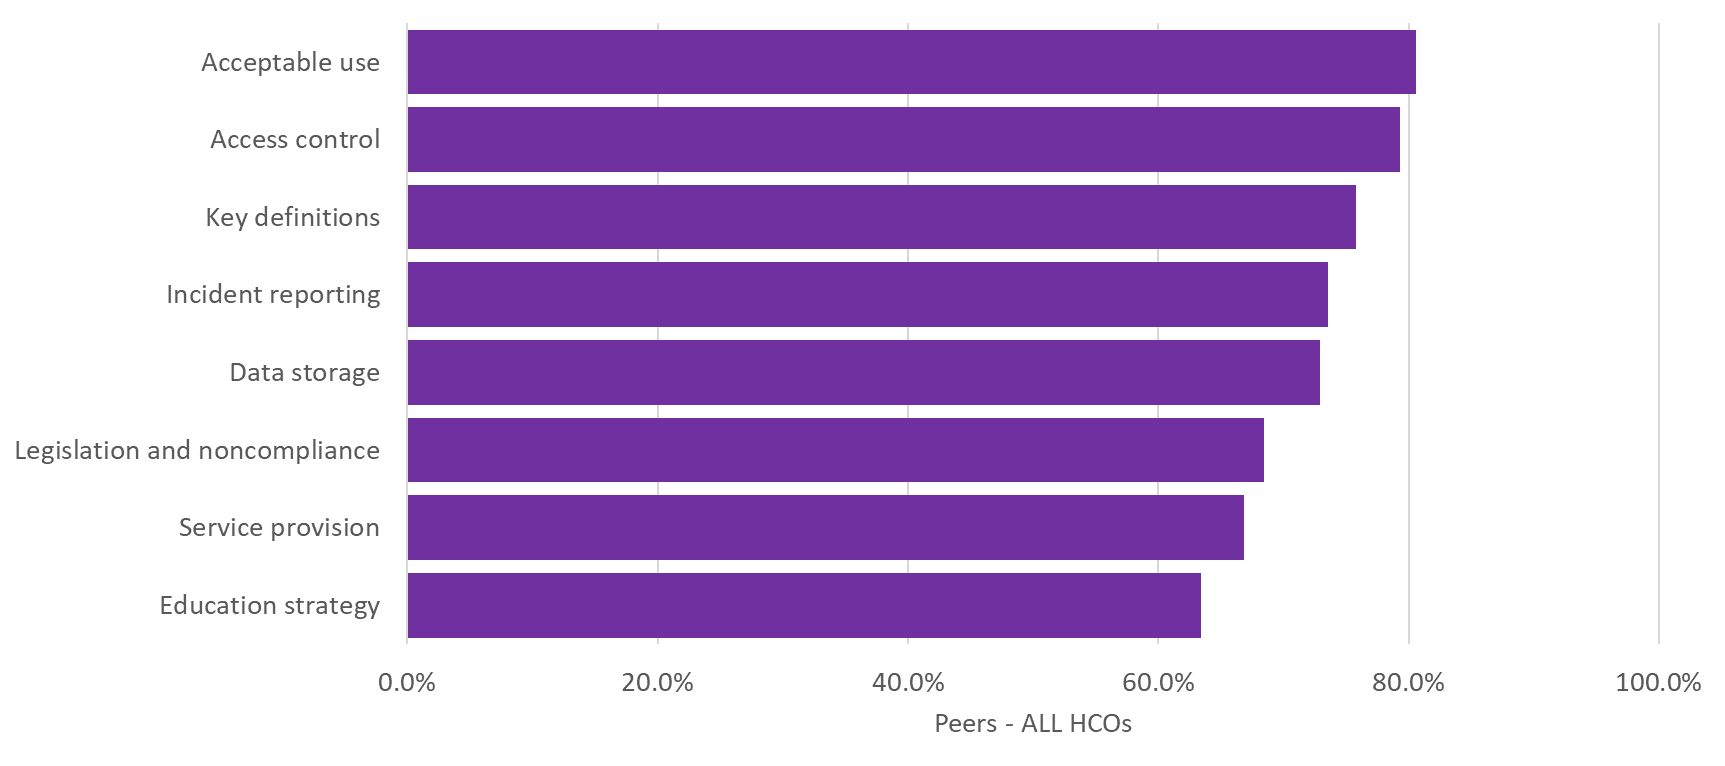 Acceptable use
Access control
Key definitions
Incident reporting
Data storage
Legislation and noncompliance
Service provision
Education strategy
0.0% 20.0% 40.0% 60.0% 80.0% 100.0%
Peers - ALL HCOs